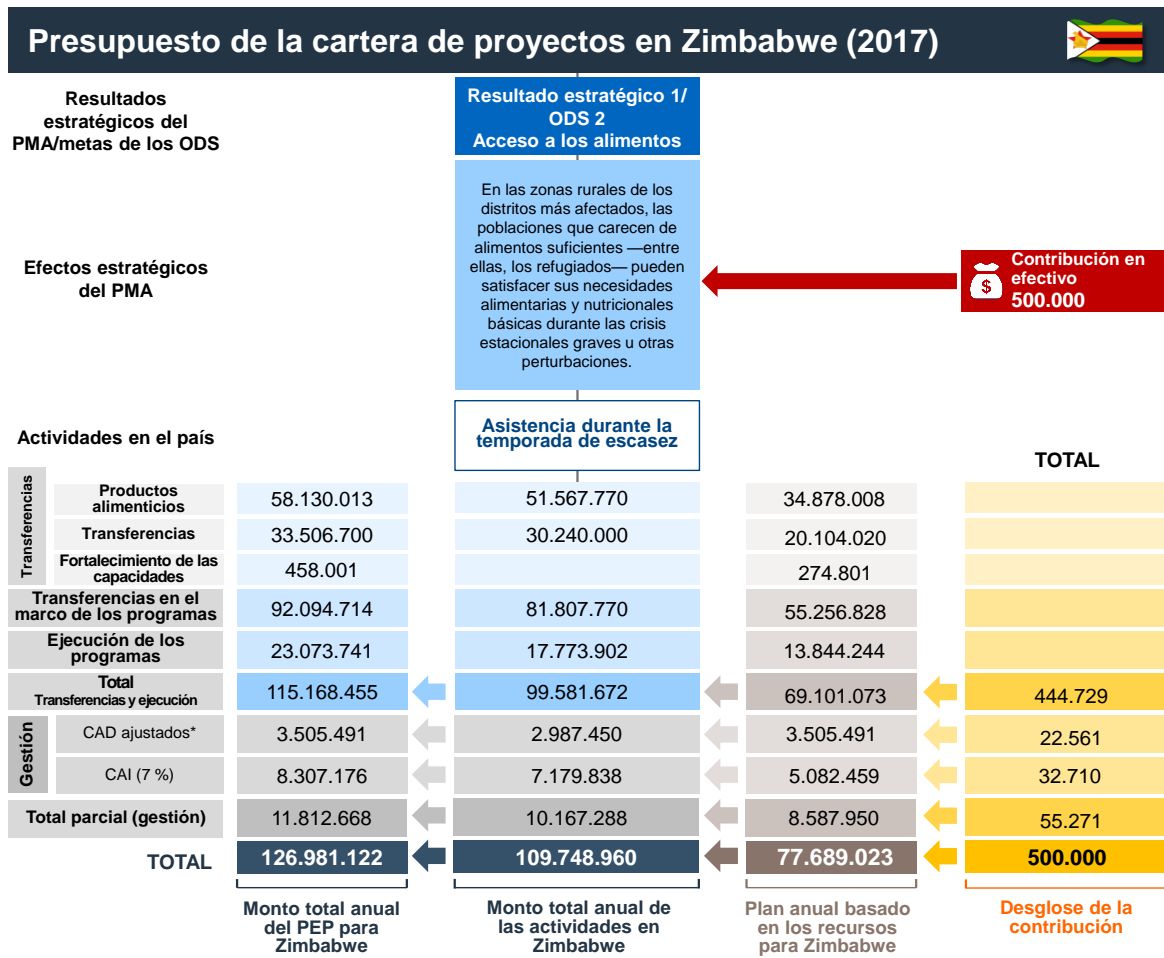 Presupuesto de la cartera de proyectos en Zimbabwe (2017)
Resultados
estratégicos del
PMA/metas de los ODS
Resultado estratégico 1/
ODS 2
Acceso a los alimentos
Efectos estratégicos
del PMA
En las zonas rurales de los
distritos más afectados, las
poblaciones que carecen de
alimentos suficientes —entre
ellas, los refugiados— pueden
satisfacer sus necesidades
alimentarias y nutricionales
básicas durante las crisis
estacionales graves u otras
perturbaciones.
$
Contribución en
efectivo
500.000
Actividades en el país
Asistencia durante la
temporada de escasez
TOTAL
Transferencias
Productos
alimenticios
58.130.013
51.567.770
34.878.008
Transferencias
33.506.700
30.240.000
20.104.020
Fortalecimiento de las
capacidades
458.001
274.801
Transferencias en el
marco de los programas
92.094.714
81.807.770
55.256.828
Ejecución de los
programas
23.073.741
17.773.902
13.844.244
Total
Transferencias y ejecución
115.168.455
99.581.672
69.101.073
444.729
Gestión
CAD ajustados*
3.505.491
2.987.450
3.505.491
22.561
CAI (7 %)
8.307.176
7.179.838
5.082.459
32.710
Total parcial (gestión)
11.812.668
10.167.288
8.587.950
55.271
TOTAL
126.981.122
109.748.960
77.689.023
500.000
Monto total anual
del PEP para
Zimbabwe
Monto total anual de
las actividades en
Zimbabwe
Plan anual basado
en los recursos
para Zimbabwe
Desglose de la
contribución